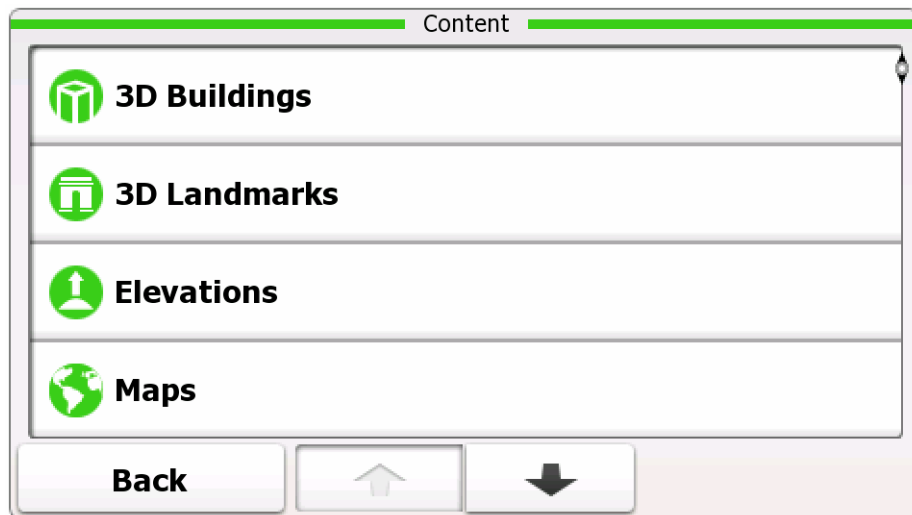 Content
3D Buildings
3D Landmarks
Elevations
Maps
Back